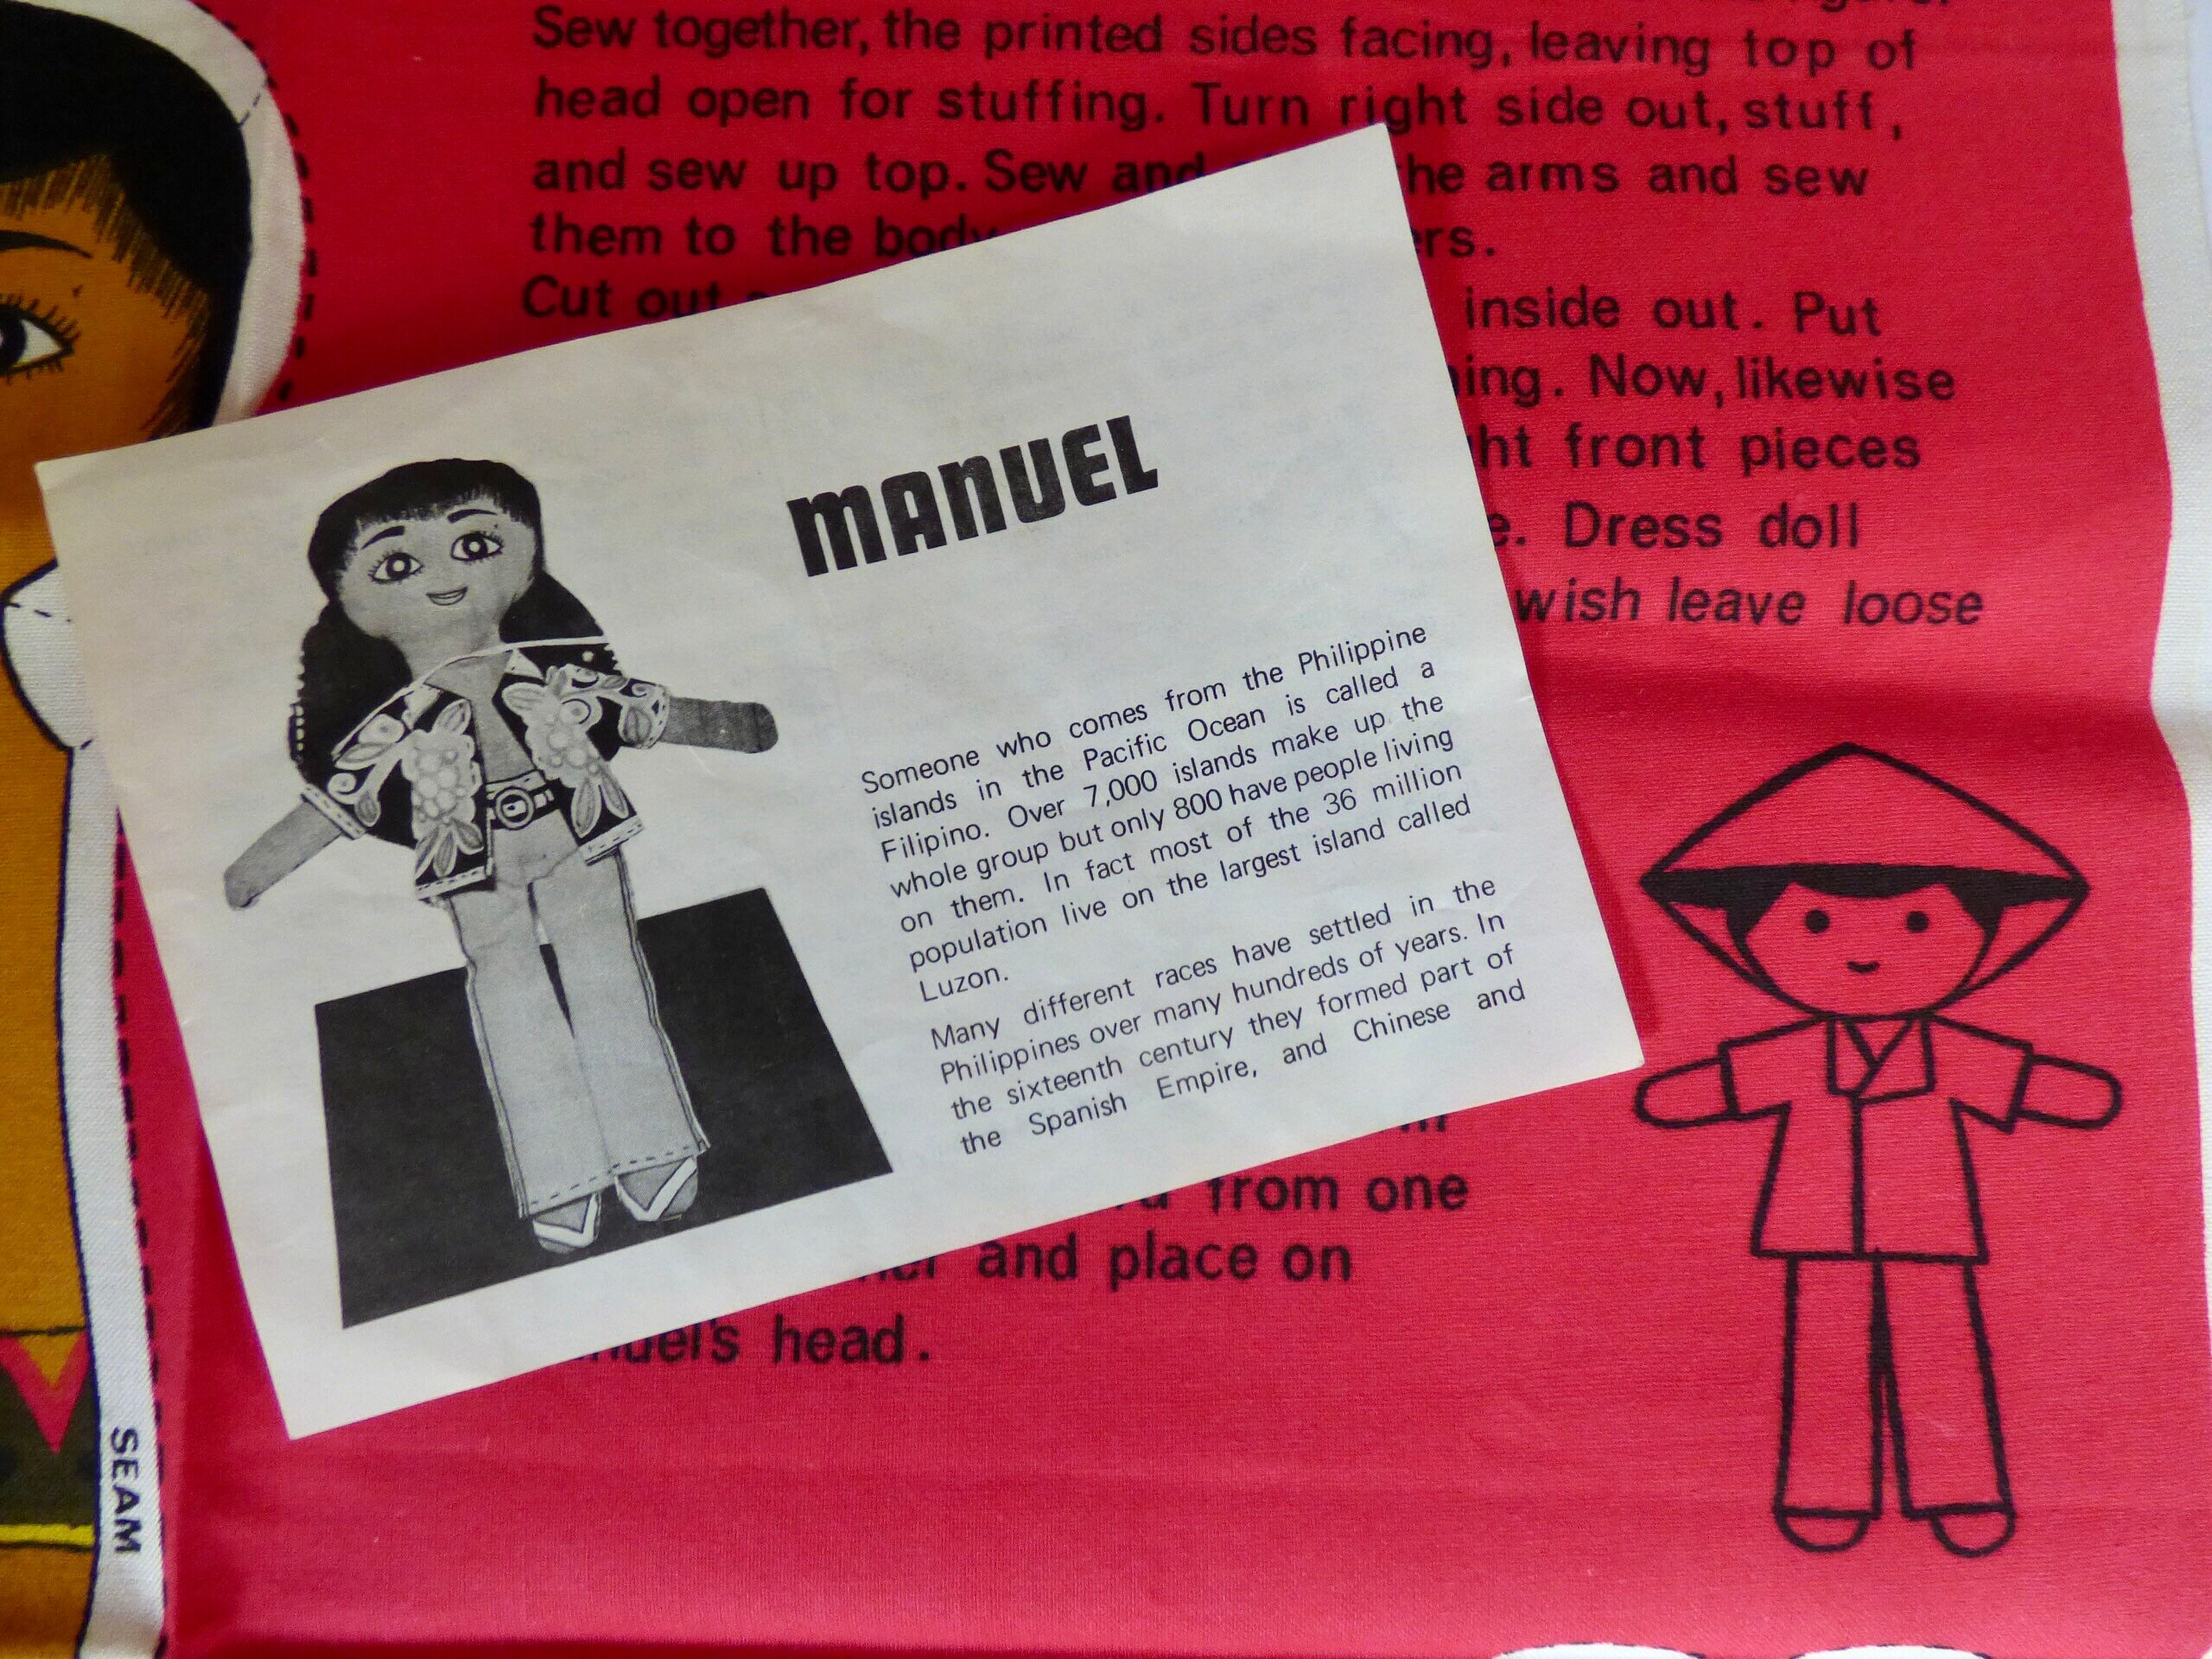 Sew together, the printed sides facing, leaving top of
head open for stuffing. Turn right side out, stuff,
and sew up top. Sew and the arms and sew
them to the body
Cut out inside out. Put
Now, likewise
front pieces
Dress doll
wish leave loose
MANUEL
Someone who comes from the Philippine
islands in the Pacific Ocean is called a
Filipino. Over 7,000 islands make up the
whole group but only 800 have people living
on them. In fact most of the 36 million
population live on the largest island called
Luzon.
Many different races have settled in the
Philippines over many hundreds of years. In
the sixteenth century they formed part of
the Spanish Empire, and Chinese and
from one
and place on
head.
SEAM